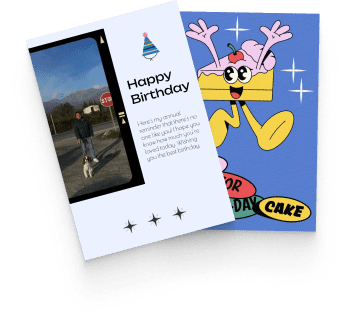 Happy
Birthday
Here's my annual
reminder that there's no
one like you! I hope you
know how much you're
loved today. Wishing
you the best birthday.
STOP
FOR
DAY
CAKE